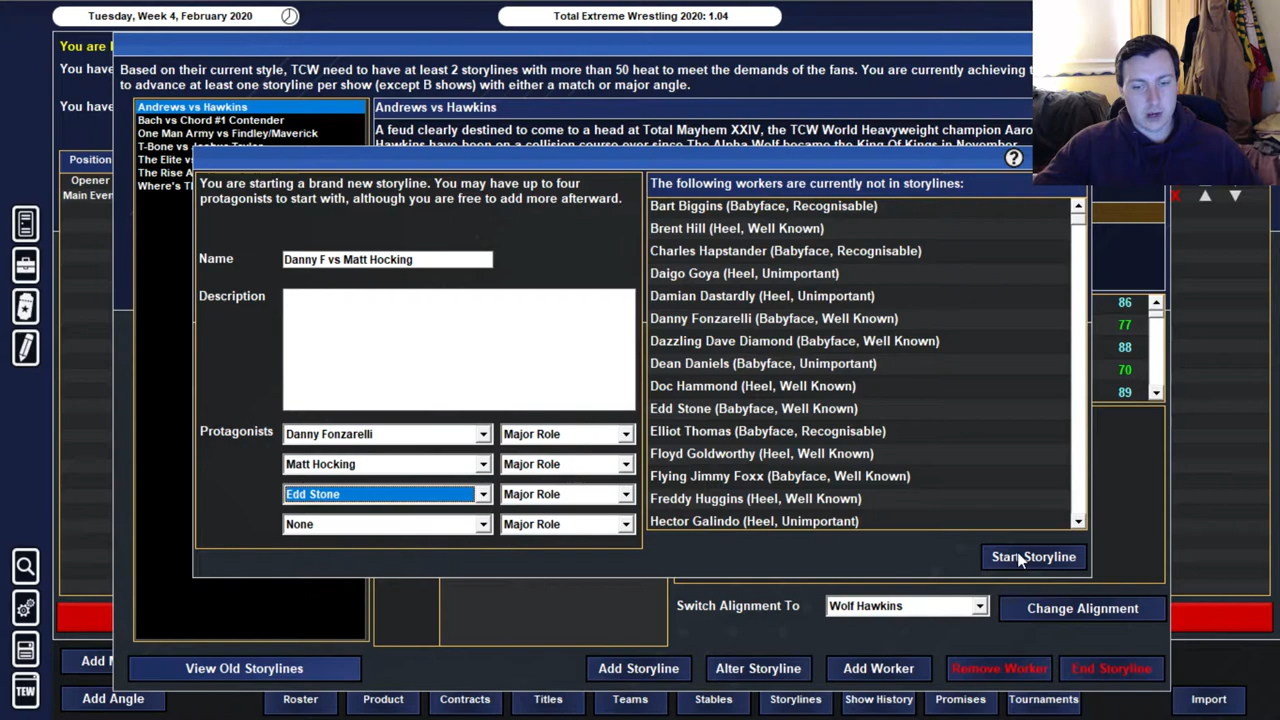 Tuesday, Week 4, February 2020
Total Extreme Wrestling 2020: 1.04
You are
You have
You have
Based on their current style, TCW need to have at least 2 storylines with more than 50 heat to meet the demands of the fans. You are currently achieving
to advance at least one storyline per show (except B shows) with either a match or major angle.
Andrews vs Hawkins
Bach vs Chord #1 Contender
One Man Army vs Findley/Maverick
T-Bone vs Joshua Taylor
The Elite vs
The Rise A
Where's T
Andrews vs Hawkins
A feud clearly destined to come to a head at Total Mayhem XXIV, the TCW World Heavyweight champion Aaro
Hawkins have been on a collision course ever since The Alpha Wolf became the King Of Kings in November
Position
Opener
Main Even
You are starting a brand new storyline. You may have up to four
protagonists to start with, although you are free to add more afterward.
Name
Danny F vs Matt Hocking
Description
Protagonists
Danny Fonzarelli Major Role
Matt Hocking Major Role
Edd Stone Major Role
None Major Role
?
The following workers are currently not in storylines:
Bart Biggins (Babyface, Recognisable)
Brent Hill (Heel, Well Known)
Charles Hapstander (Babyface, Recognisable)
Daigo Goya (Heel, Unimportant)
Damian Dastardly (Heel, Unimportant)
Danny Fonzarelli (Babyface, Well Known)
Dazzling Dave Diamond (Babyface, Well Known)
Dean Daniels (Babyface, Unimportant)
Doc Hammond (Heel, Well Known)
Edd Stone (Babyface, Well Known)
Elliot Thomas (Babyface, Recognisable)
Floyd Goldworthy (Heel, Well Known)
Flying Jimmy Foxx (Babyface, Well Known)
Freddy Huggins (Heel, Well Known)
Hector Galindo (Heel, Unimportant)
Start Storyline
X
86
77
88
70
89
Switch Alignment To
Wolf Hawkins
Change Alignment
View Old Storylines
Add Storyline
Alter Storyline
Add Worker
Remove Worker
End Storyline
Add M
Add Angle
Roster
Product
Contracts
Titles
Teams
Stables
Storylines
Show History
Promises
Tournaments
Import
TEW